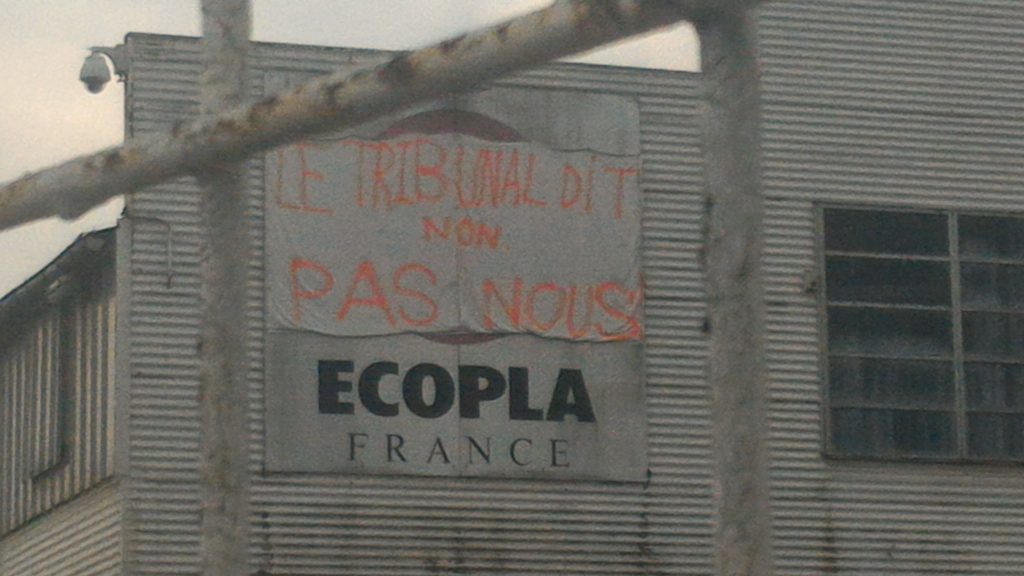 LE TRIBUNAL DiT
NON.
PAS NOUS!
ECOPLA
FRANCE